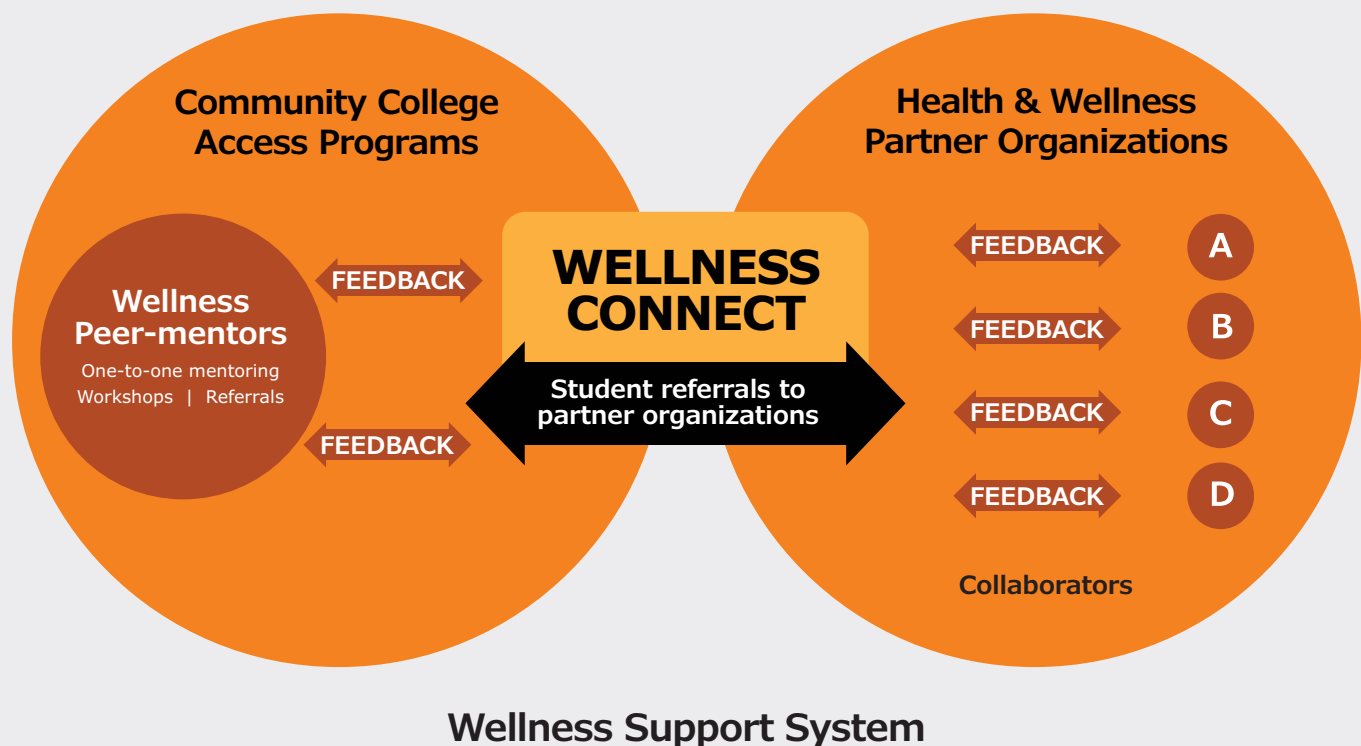 Community College
Access Programs
Wellness
Peer-mentors
One-to-one mentoring
Workshops | Referrals
FEEDBACK
FEEDBACK
WELLNESS
CONNECT
Student referrals to
partner organizations
Health & Wellness
Partner Organizations
FEEDBACK
A
FEEDBACK
B
FEEDBACK
C
FEEDBACK
D
Collaborators
Wellness Support System